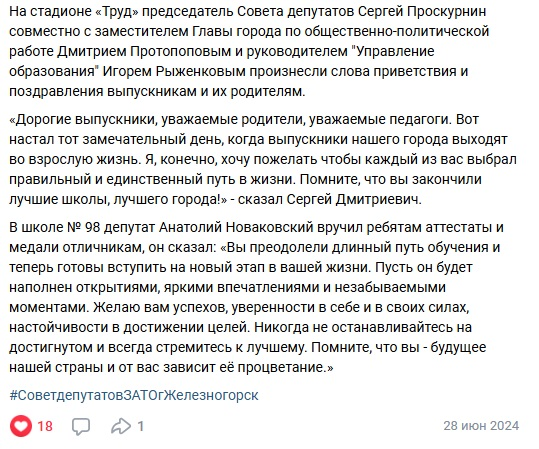 На стадионе «Труд» председатель Совета депутатов Сергей Проскурнин
совместно с заместителем Главы города по общественно-политической
работе Дмитрием Протопоповым и руководителем "Управление
образования" Игорем Рыженковым произнесли слова приветствия и
поздравления выпускникам и их родителям.
«Дорогие выпускники, уважаемые родители, уважаемые педагоги. Вот
настал тот замечательный день, когда выпускники нашего города выходят
во взрослую жизнь. Я, конечно, хочу пожелать чтобы каждый из вас выбрал
правильный и единственный путь в жизни. Помните, что вы закончили
лучшие школы, лучшего города!» - сказал Сергей Дмитриевич.
В школе № 98 депутат Анатолий Новаковский вручил ребятам аттестаты и
медали отличникам, он сказал: «Вы преодолели длинный путь обучения и
теперь готовы вступить на новый этап в вашей жизни. Пусть он будет
наполнен открытиями, яркими впечатлениями и незабываемыми
моментами. Желаю вам успехов, уверенности в себе и в своих силах,
настойчивости в достижении целей. Никогда не останавливайтесь на
достигнутом и всегда стремитесь к лучшему. Помните, что вы - будущее
нашей страны и от вас зависит её процветание.»
#СоветдепутатовЗАТОгЖелезногорск
18 1 28 июн 2024